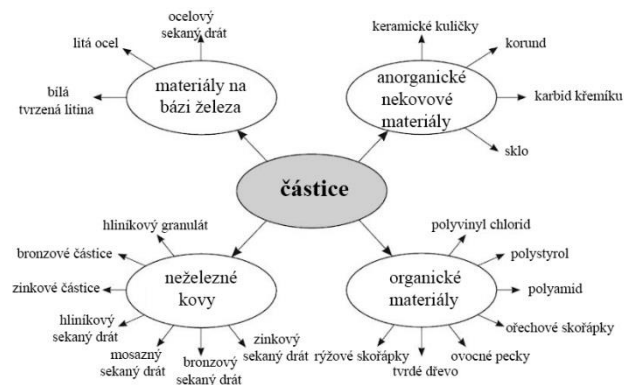 ocelový
sekaný drát
litá ocel
bílá
tvrzená litina
materiály na
bázi železa
keramické kuličky
korund
karbid křemíku
sklo
anorganické
nekovové
materiály
částice
hliníkový granulát
bronzové částice
zinkové částice
hliníkový
sekaný drát
mosazný
sekaný drát
bronzový
sekaný drát
zinkový
sekaný drát
neželezné
kovy
polyvinyl chlorid
polystyrol
polyamid
ořechové skořápky
ovocné pecky
tvrdé dřevo
rýžové skořápky
organické
materiály